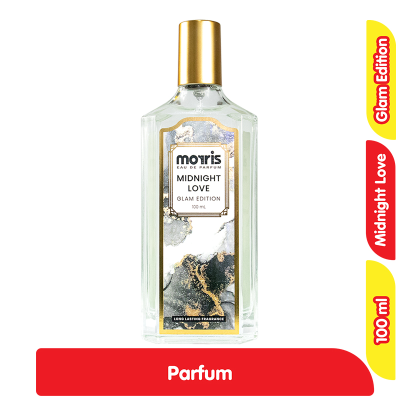 morris
EAU DE PARFUM
MIDNIGHT
LOVE
GLAM EDITION
100 mL
LONG LASTING FRAGRANCE
Glam Edition
Midnight Love
100 ml
Parfum